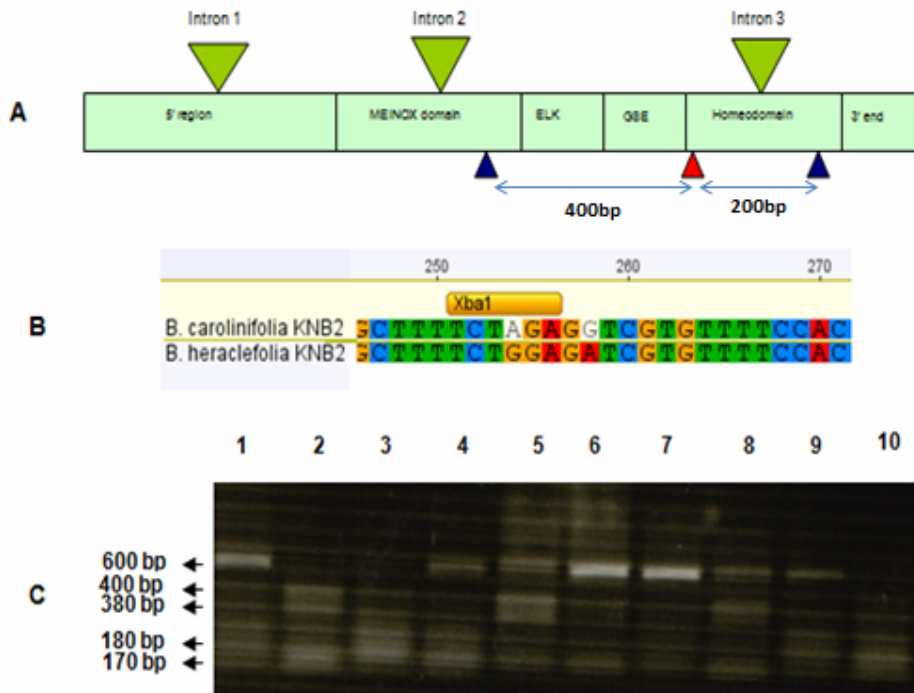 Intron 1 Intron 2 Intron 3
A
5' region MEINOX domain ELK GSE Homeodomain 3' end
400bp 200bp
250 260 270
B
Xba1
B. carolinifolia KNB2 GCTTTTCTAGAGGTCGTGTTTTCCAC
B. heraclefolia KNB2 GCTTTTCTGGAGATCGTGTTTTCCAC
1 2 3 4 5 6 7 8 9 10
C
600 bp
400 bp
380 bp
180 bp
170 bp